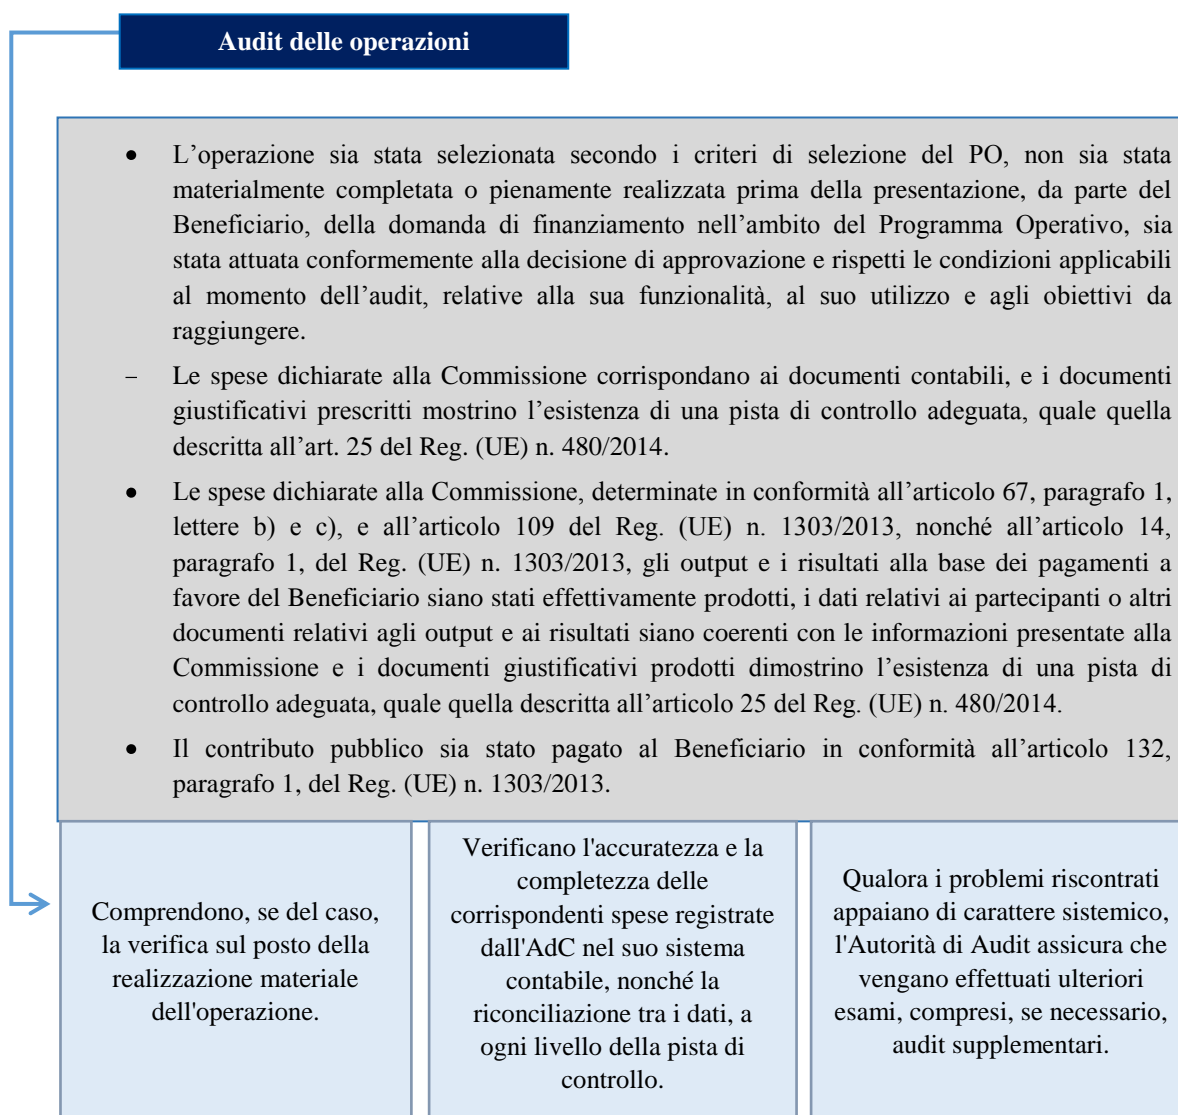 Audit delle operazioni
• L’operazione sia stata selezionata secondo i criteri di selezione del PO, non sia stata
materialmente completata o pienamente realizzata prima della presentazione, da parte del
Beneficiario, della domanda di finanziamento nell’ambito del Programma Operativo, sia
stata attuata conformemente alla decisione di approvazione e rispetti le condizioni applicabili
al momento dell’audit, relative alla sua funzionalità, al suo utilizzo e agli obiettivi da
raggiungere.
− Le spese dichiarate alla Commissione corrispondano ai documenti contabili, e i documenti
giustificativi prescritti mostrino l’esistenza di una pista di controllo adeguata, quale quella
descritta all’art. 25 del Reg. (UE) n. 480/2014.
• Le spese dichiarate alla Commissione, determinate in conformità all’articolo 67, paragrafo 1,
lettere b) e c), e all’articolo 109 del Reg. (UE) n. 1303/2013, nonché all’articolo 14,
paragrafo 1, del Reg. (UE) n. 1303/2013, gli output e i risultati alla base dei pagamenti a
favore del Beneficiario siano stati effettivamente prodotti, i dati relativi ai partecipanti o altri
documenti relativi agli output e ai risultati siano coerenti con le informazioni presentate alla
Commissione e i documenti giustificativi prodotti dimostrino l’esistenza di una pista di
controllo adeguata, quale quella descritta all’articolo 25 del Reg. (UE) n. 480/2014.
• Il contributo pubblico sia stato pagato al Beneficiario in conformità all’articolo 132,
paragrafo 1, del Reg. (UE) n. 1303/2013.
Comprendono, se del caso,
la verifica sul posto della
realizzazione materiale
dell'operazione.
Verificano l'accuratezza e la
completezza delle
corrispondenti spese registrate
dall'AdC nel suo sistema
contabile, nonché la
riconciliazione tra i dati, a
ogni livello della pista di
controllo.
Qualora i problemi riscontrati
appaiano di carattere sistemico,
l'Autorità di Audit assicura che
vengano effettuati ulteriori
esami, compresi, se necessario,
audit supplementari.